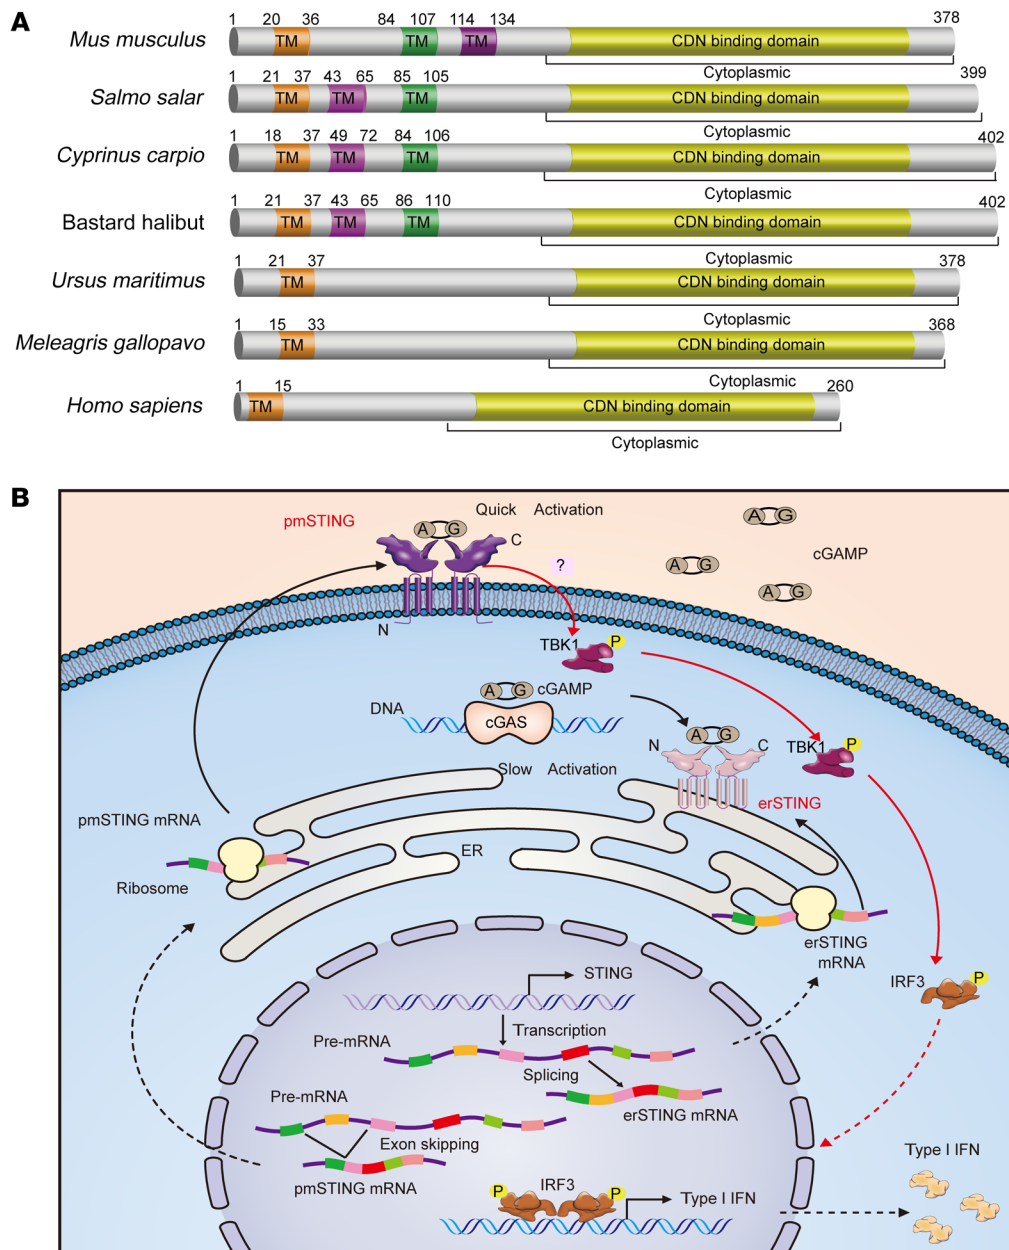 A
Mus musculus
1 20 36 84 107 114 134 378
TM TM TM CDN binding domain
Cytoplasmic
Salmo salar
1 21 37 43 65 85 105 399
TM TM TM CDN binding domain
Cytoplasmic
Cyprinus carpio
1 18 37 49 72 84 106 402
TM TM TM CDN binding domain
Cytoplasmic
Bastard halibut
1 21 37 43 65 86 110 402
TM TM TM CDN binding domain
Cytoplasmic
Ursus maritimus
1 21 37 378
TM CDN binding domain
Cytoplasmic
Meleagris gallopavo
1 15 33 368
TM CDN binding domain
Cytoplasmic
Homo sapiens
1 15 260
TM CDN binding domain
Cytoplasmic
B
pmSTING
A G
Quick Activation
C
N
?
A G
A G
A G
cGAMP
TBK1 P
A G cGAMP
DNA
cGAS
A G
N C
TBK1 P
Slow Activation
erSTING
pmSTING mRNA
Ribosome
ER
erSTING
mRNA
IRF3 P
STING
Transcription
Pre-mRNA
Splicing
erSTING mRNA
Pre-mRNA
Exon skipping
pmSTING mRNA
P IRF3 P
Type I IFN
Type I IFN